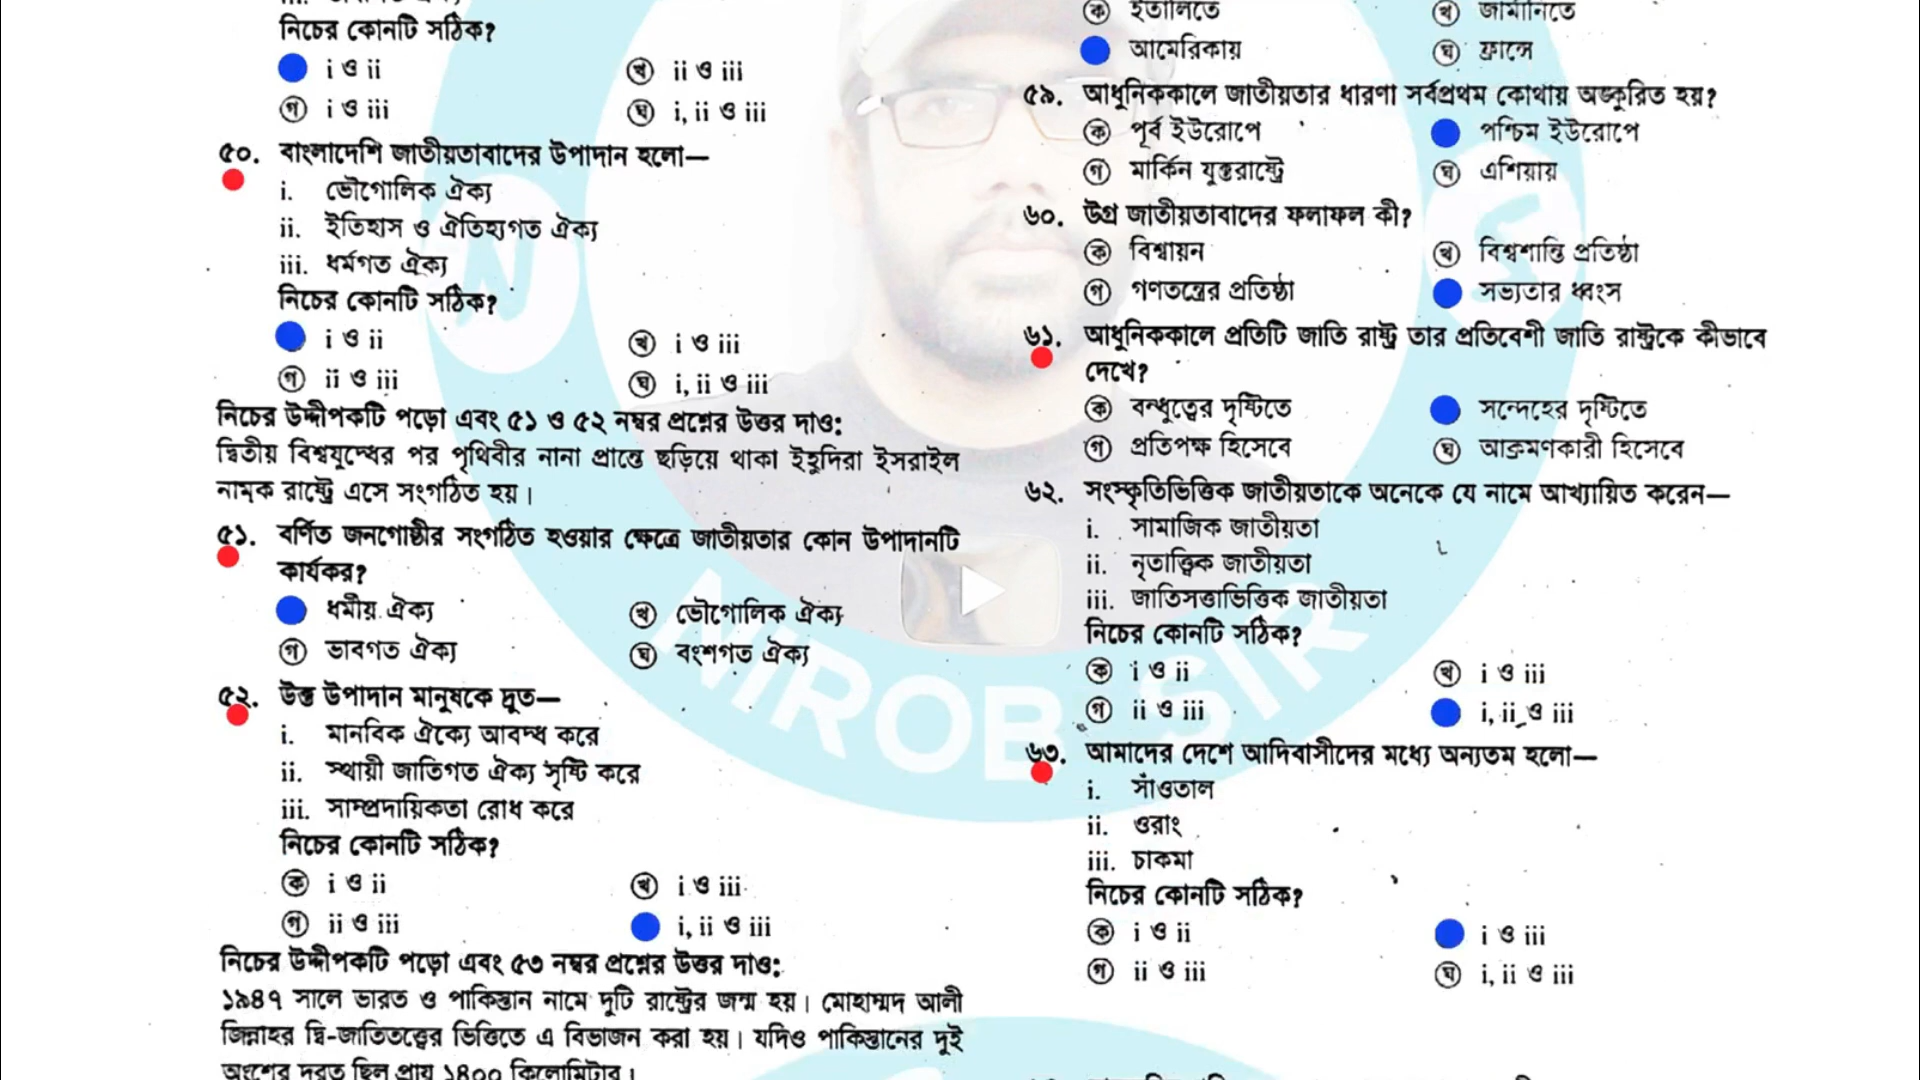 নিচের কোনটি সঠিক?
i ও ii
খ ii ও iii
গ i ও iii
ঘ i, ii ও iii
৫০. বাংলাদেশি জাতীয়তাবাদের উপাদান হলো—
i. ভৌগোলিক ঐক্য
ii. ইতিহাস ও ঐতিহ্যগত ঐক্য
iii. ধর্মগত ঐক্য
নিচের কোনটি সঠিক?
i ও ii
খ i ও iii
গ ii ও iii
ঘ i, ii ও iii
নিচের উদ্দীপকটি পড়ো এবং ৫১ ও ৫২ নম্বর প্রশ্নের উত্তর দাও:
দ্বিতীয় বিশ্বযুদ্ধের পর পৃথিবীর নানা প্রান্তে ছড়িয়ে থাকা ইহুদিরা ইসরাইল
নামক রাষ্ট্রে এসে সংগঠিত হয়।
৫১. বর্ণিত জনগোষ্ঠীর সংগঠিত হওয়ার ক্ষেত্রে জাতীয়তার কোন উপাদানটি
কার্যকর?
ধর্মীয় ঐক্য
খ ভৌগোলিক ঐক্য
গ ভাবগত ঐক্য
ঘ বংশগত ঐক্য
৫২. উক্ত উপাদান মানুষকে দ্রুত—
i. মানবিক ঐক্যে আবদ্ধ করে
ii. স্থায়ী জাতিগত ঐক্য সৃষ্টি করে
iii. সাম্প্রদায়িকতা রোধ করে
নিচের কোনটি সঠিক?
ক i ও ii
খ i ও iii
গ ii ও iii
i, ii ও iii
নিচের উদ্দীপকটি পড়ো এবং ৫৩ নম্বর প্রশ্নের উত্তর দাও:
১৯৪৭ সালে ভারত ও পাকিস্তান নামে দুটি রাষ্ট্রের জন্ম হয়। মোহাম্মদ আলী
জিন্নাহর দ্বি-জাতিতত্ত্বের ভিত্তিতে এ বিভাজন করা হয়। যদিও পাকিস্তানের দুই
অংশের দূরত্ব ছিল প্রায় ১৪০০ কিলোমিটার।
ক ইতালিতে
খ জার্মানিতে
আমেরিকায়
ঘ ফ্রান্সে
৫৯. আধুনিককালে জাতীয়তার ধারণা সর্বপ্রথম কোথায় অঙ্কুরিত হয়?
ক পূর্ব ইউরোপে
পশ্চিম ইউরোপে
গ মার্কিন যুক্তরাষ্ট্রে
ঘ এশিয়ায়
৬০. উগ্র জাতীয়তাবাদের ফলাফল কী?
ক বিশ্বায়ন
খ বিশ্বশান্তি প্রতিষ্ঠা
গ গণতন্ত্রের প্রতিষ্ঠা
সভ্যতার ধ্বংস
৬১. আধুনিককালে প্রতিটি জাতি রাষ্ট্র তার প্রতিবেশী জাতি রাষ্ট্রকে কীভাবে
দেখে?
ক বন্ধুত্বের দৃষ্টিতে
সন্দেহের দৃষ্টিতে
গ প্রতিপক্ষ হিসেবে
ঘ আক্রমণকারী হিসেবে
৬২. সংস্কৃতিভিত্তিক জাতীয়তাকে অনেকে যে নামে আখ্যায়িত করেন—
i. সামাজিক জাতীয়তা
ii. নৃতাত্ত্বিক জাতীয়তা
iii. জাতিসত্তাভিত্তিক জাতীয়তা
নিচের কোনটি সঠিক?
ক i ও ii
খ i ও iii
গ ii ও iii
i, ii ও iii
৬৩. আমাদের দেশে আদিবাসীদের মধ্যে অন্যতম হলো—
i. সাঁওতাল
ii. ওরাং
iii. চাকমা
নিচের কোনটি সঠিক?
ক i ও ii
i ও iii
গ ii ও iii
ঘ i, ii ও iii
N
S
NIROB SIR